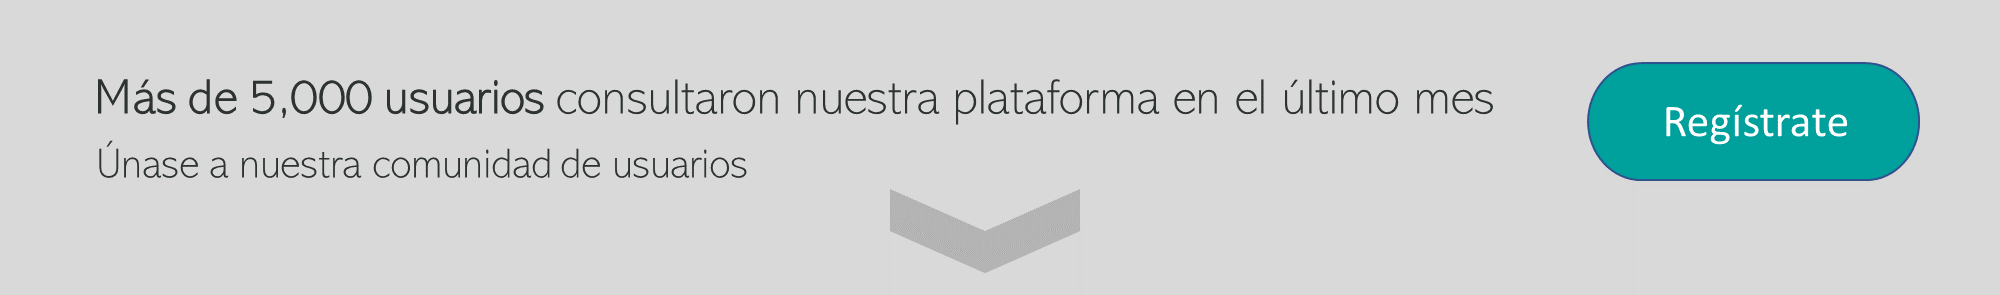 Más de 5,000 usuarios consultaron nuestra plataforma en el último mes
Únase a nuestra comunidad de usuarios
Regístrate